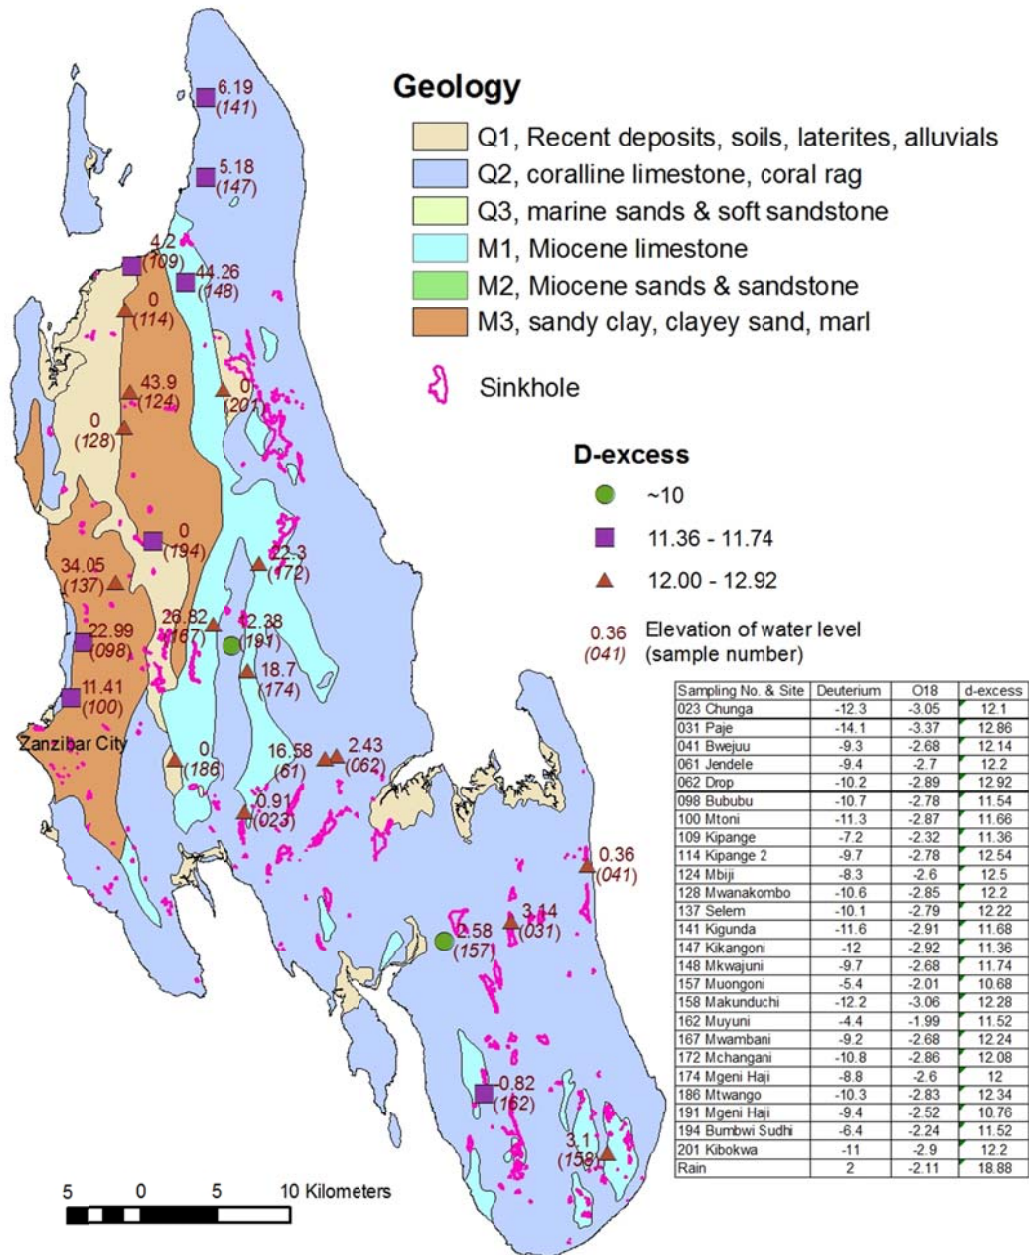 Geology
Q1, Recent deposits, soils, laterites, alluvials
Q2, coralline limestone, coral rag
Q3, marine sands & soft sandstone
M1, Miocene limestone
M2, Miocene sands & sandstone
M3, sandy clay, clayey sand, marl
Sinkhole
D-excess
~10
11.36 - 11.74
12.00 - 12.92
0.36 Elevation of water level
(041) (sample number)
6.19
(141)
5.18
(147)
4.2
(109)
44.26
(148)
0
(114)
43.9
(124)
0
(201)
0
(128)
0
(194)
22.3
(172)
34.05
(137)
26.82
(167)
2.38
(191)
22.99
(098)
18.7
(174)
11.41
(100)
Zanzibar City
0
(186)
16.58
(61)
2.43
(062)
0.91
(023)
0.36
(041)
3.14
(031)
2.58
(157)
0.82
(162)
3.1
(158)
5 0 5 10 Kilometers
Sampling No. & Site Deuterium O18 d-excess
023 Chunga -12.3 -3.05 12.1
031 Paje -14.1 -3.37 12.86
041 Bwejuu -9.3 -2.68 12.14
061 Jendele -9.4 -2.7 12.2
062 Drop -10.2 -2.89 12.92
098 Bububu -10.7 -2.78 11.54
100 Mtoni -11.3 -2.87 11.66
109 Kipange -7.2 -2.32 11.36
114 Kipange 2 -9.7 -2.78 12.54
124 Mbiji -8.3 -2.6 12.5
128 Mwanakombo -10.6 -2.85 12.2
137 Selem -10.1 -2.79 12.22
141 Kigunda -11.6 -2.91 11.68
147 Kikangoni -12 -2.92 11.36
148 Mkwajuni -9.7 -2.68 11.74
157 Muongoni -5.4 -2.01 10.68
158 Makunduchi -12.2 -3.06 12.28
162 Muyuni -4.4 -1.99 11.52
167 Mwambani -9.2 -2.68 12.24
172 Mchangani -10.8 -2.86 12.08
174 Mgeni Haji -8.8 -2.6 12
186 Mtwango -10.3 -2.83 12.34
191 Mgeni Haji -9.4 -2.52 10.76
194 Bumbwi Sudhi -6.4 -2.24 11.52
201 Kibokwa -11 -2.9 12.2
Rain 2 -2.11 18.88